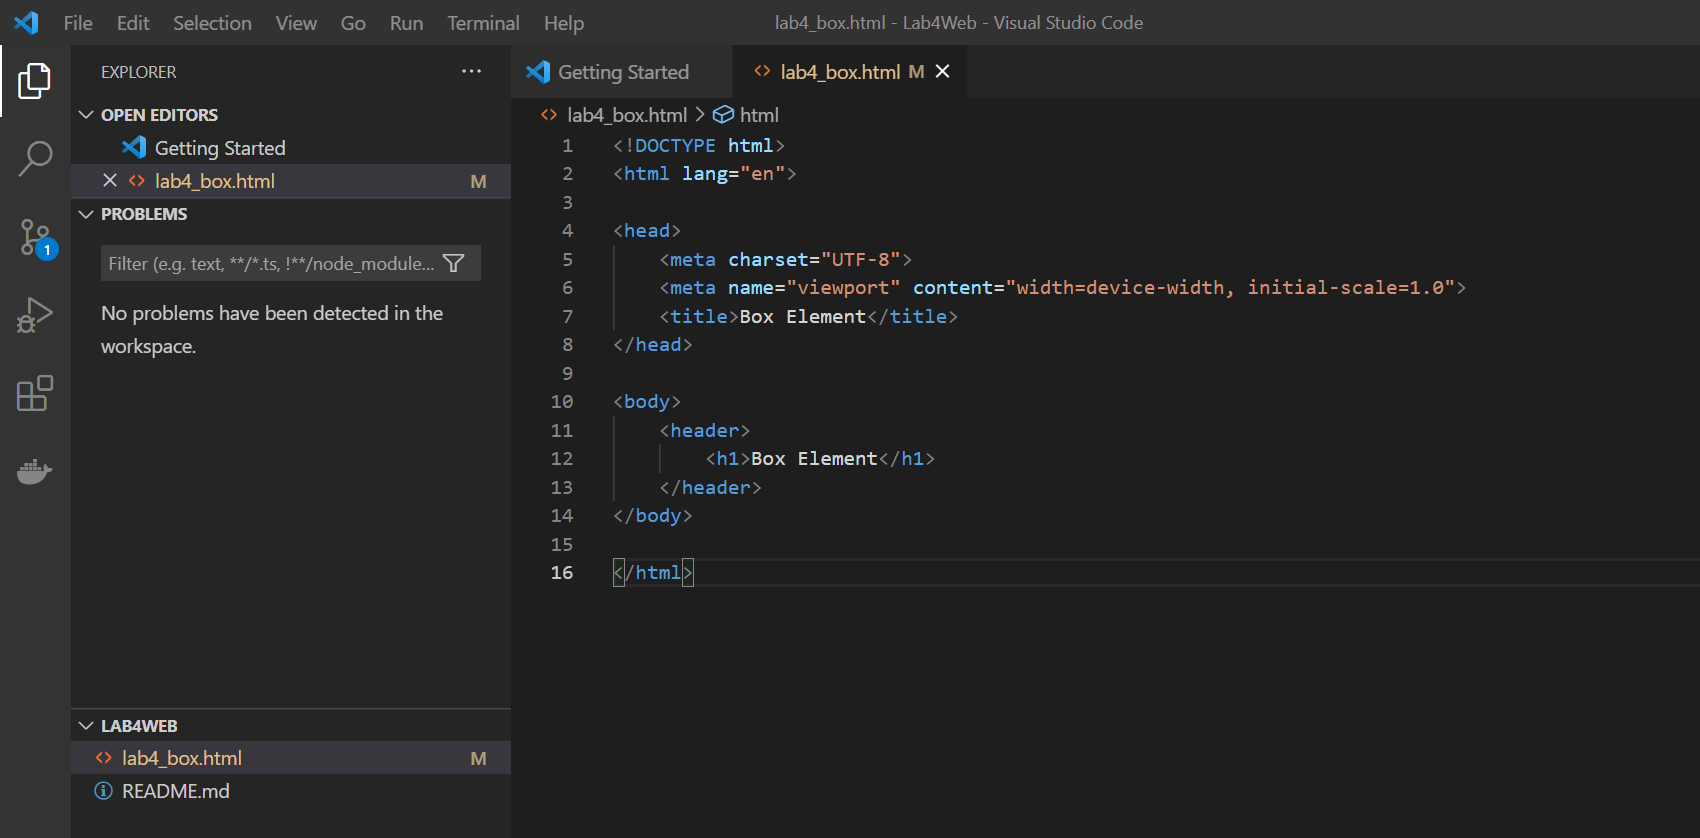 File Edit Selection View Go Run Terminal Help lab4_box.html - Lab4Web - Visual Studio Code
EXPLORER ···
OPEN EDITORS
Getting Started
lab4_box.html M
PROBLEMS
Filter (e.g. text, **/*.ts, !**/node_module...
No problems have been detected in the
workspace.
1
LAB4WEB
lab4_box.html M
README.md
Getting Started lab4_box.html M
lab4_box.html > html
1 <!DOCTYPE html>
2 <html lang="en">
3
4 <head>
5     <meta charset="UTF-8">
6     <meta name="viewport" content="width=device-width, initial-scale=1.0">
7     <title>Box Element</title>
8 </head>
9
10 <body>
11     <header>
12         <h1>Box Element</h1>
13     </header>
14 </body>
15
16 </html>